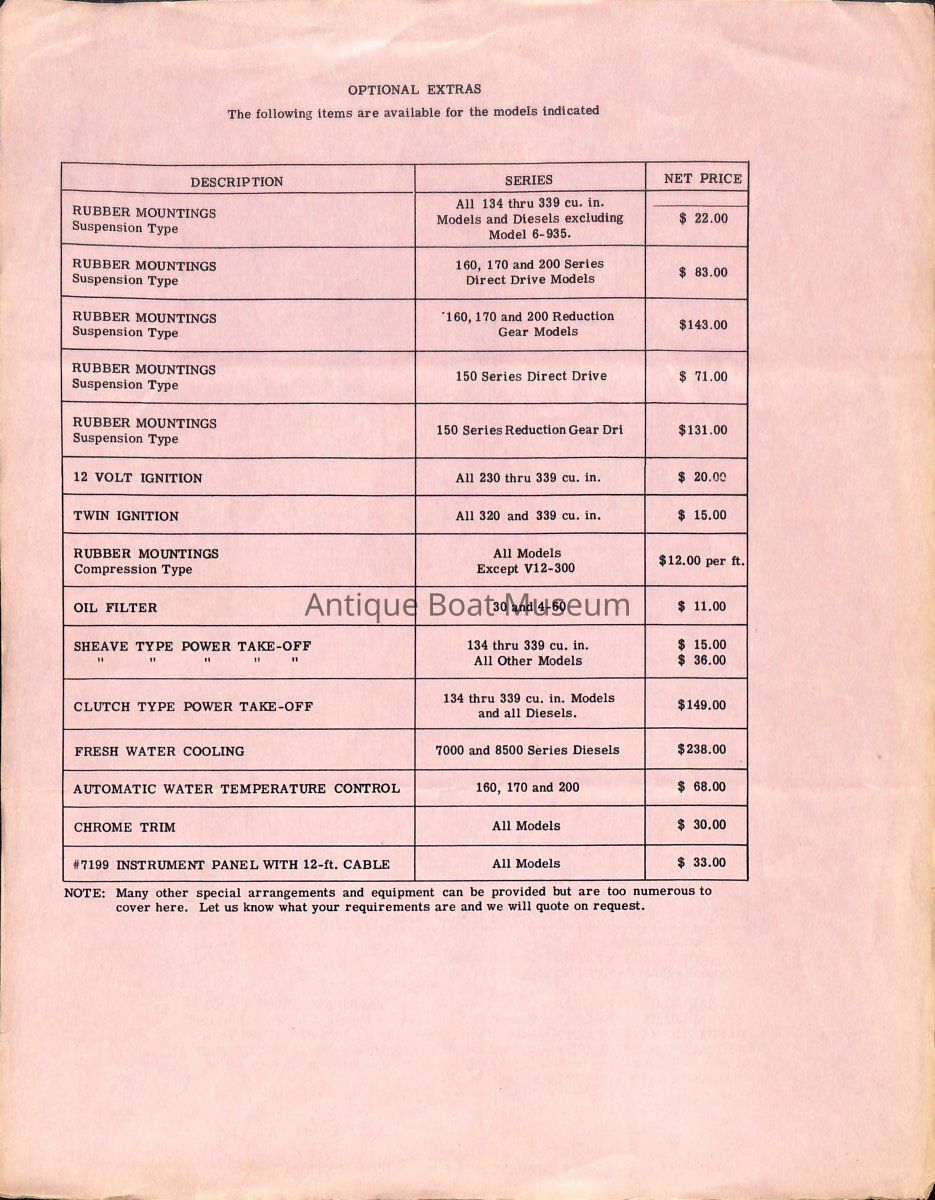 OPTIONAL EXTRAS
The following items are available for the models indicated
DESCRIPTION SERIES NET PRICE
RUBBER MOUNTINGS
Suspension Type
All 134 thru 339 cu. in.
Models and Diesels excluding
Model 6-935.
$ 22.00
RUBBER MOUNTINGS
Suspension Type
160, 170 and 200 Series
Direct Drive Models
$ 83.00
RUBBER MOUNTINGS
Suspension Type
160, 170 and 200 Reduction
Gear Models
$143.00
RUBBER MOUNTINGS
Suspension Type
150 Series Direct Drive
$ 71.00
RUBBER MOUNTINGS
Suspension Type
150 Series Reduction Gear Dri
$131.00
12 VOLT IGNITION All 230 thru 339 cu. in. $ 20.00
TWIN IGNITION All 320 and 339 cu. in. $ 15.00
RUBBER MOUNTINGS
Compression Type
All Models
Except V12-300
$12.00 per ft.
OIL FILTER 30 and 4-60 $ 11.00
Antique Boat Museum
SHEAVE TYPE POWER TAKE-OFF 134 thru 339 cu. in. $ 15.00
" " " " " All Other Models $ 36.00
CLUTCH TYPE POWER TAKE-OFF
134 thru 339 cu. in. Models
and all Diesels.
$149.00
FRESH WATER COOLING 7000 and 8500 Series Diesels $238.00
AUTOMATIC WATER TEMPERATURE CONTROL 160, 170 and 200 $ 68.00
CHROME TRIM All Models $ 30.00
#7199 INSTRUMENT PANEL WITH 12-ft. CABLE All Models $ 33.00
NOTE: Many other special arrangements and equipment can be provided but are too numerous to
cover here. Let us know what your requirements are and we will quote on request.